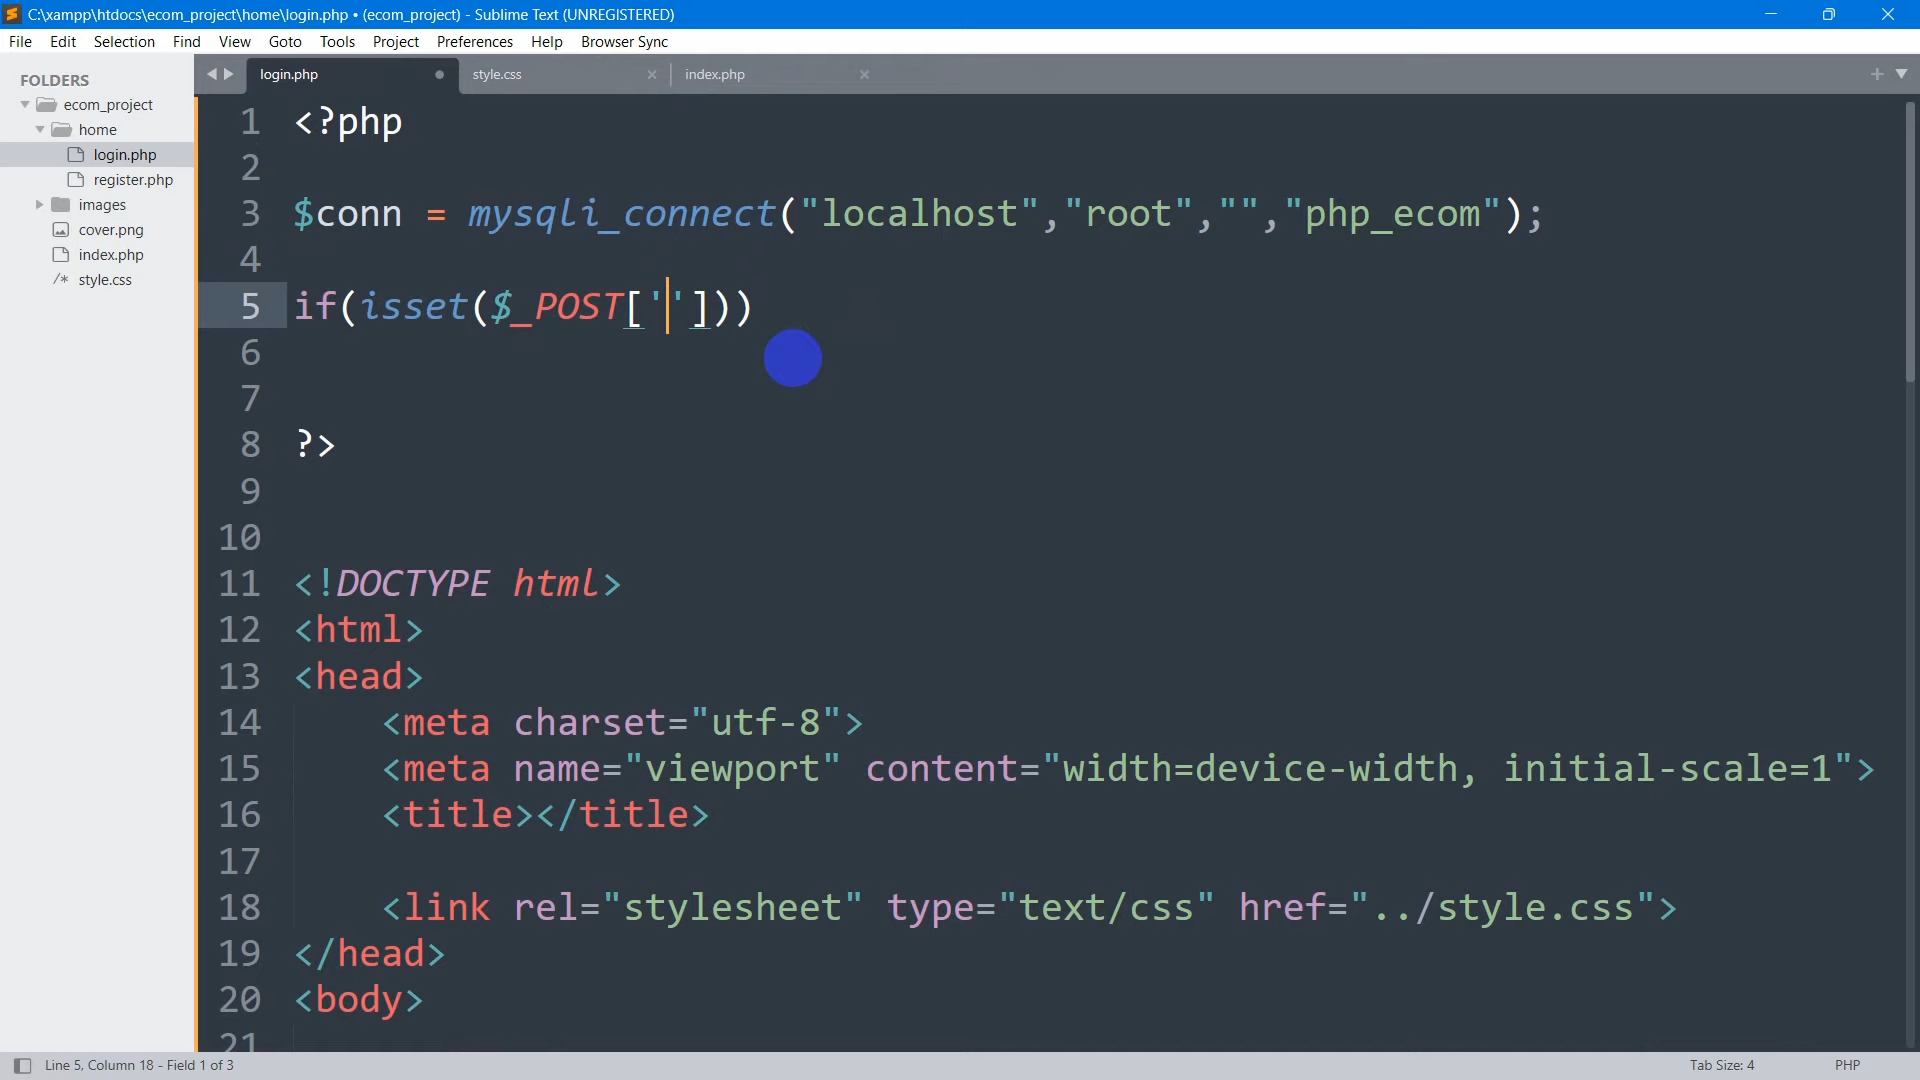 C:\xampp\htdocs\ecom_project\home\login.php • (ecom_project) - Sublime Text (UNREGISTERED)
File Edit Selection Find View Goto Tools Project Preferences Help Browser Sync
FOLDERS
ecom_project
home
login.php
register.php
images
cover.png
index.php
/* style.css
login.php style.css index.php
1 <?php
2
3 $conn = mysqli_connect("localhost","root","","php_ecom");
4
5 if(isset($_POST['']))
6
7
8 ?>
9
10
11 <!DOCTYPE html>
12 <html>
13 <head>
14 <meta charset="utf-8">
15 <meta name="viewport" content="width=device-width, initial-scale=1">
16 <title></title>
17
18 <link rel="stylesheet" type="text/css" href="../style.css">
19 </head>
20 <body>
21
Line 5, Column 18 - Field 1 of 3 Tab Size: 4 PHP